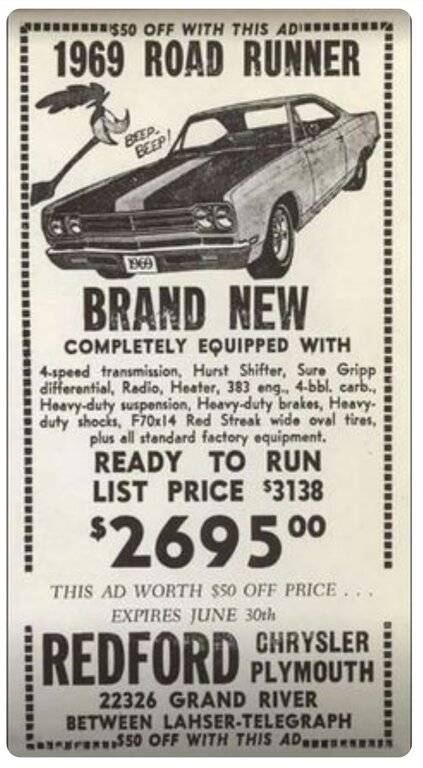 $50 OFF WITH THIS AD
1969 ROAD RUNNER
BEEP-
BEEP!
1969
BRAND NEW
COMPLETELY EQUIPPED WITH
4-speed transmission, Hurst Shifter, Sure Gripp
differential, Radio, Heater, 383 eng., 4-bbl. carb.,
Heavy-duty suspension, Heavy-duty brakes, Heavy-
duty shocks, F70x14 Red Streak wide oval tires,
plus all standard factory equipment.
READY TO RUN
LIST PRICE $3138
$2695 00
THIS AD WORTH $50 OFF PRICE . . .
EXPIRES JUNE 30th
REDFORD CHRYSLER
PLYMOUTH
22326 GRAND RIVER
BETWEEN LAHSER-TELEGRAPH
$50 OFF WITH THIS AD